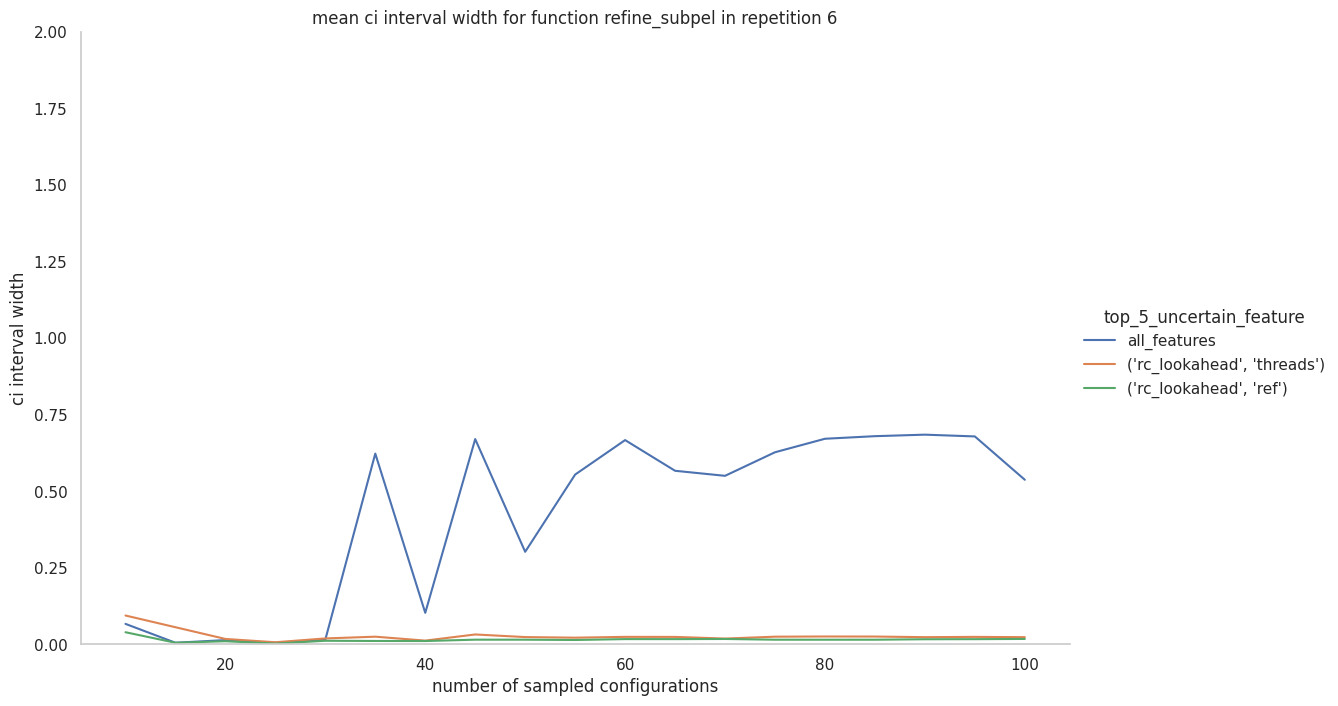 mean ci interval width for function refine_subpel in repetition 6
2.00
1.75
1.50
1.25
1.00
0.75
0.50
0.25
0.00
ci interval width
20 40 60 80 100
number of sampled configurations
top_5_uncertain_feature
all_features
('rc_lookahead', 'threads')
('rc_lookahead', 'ref')